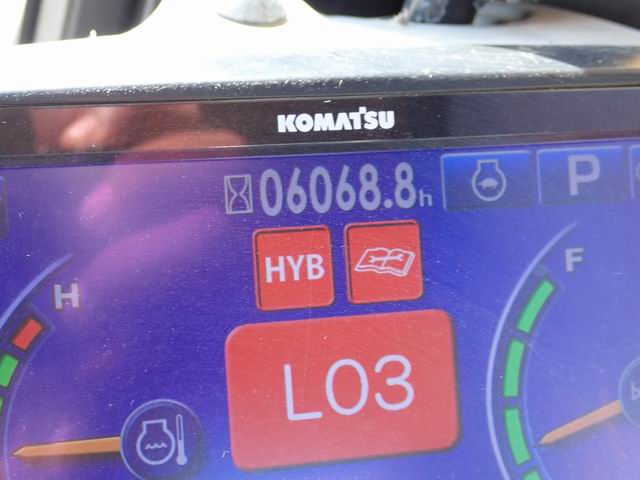 KOMATSU
06068.8h
P
HYB
H
F
L03